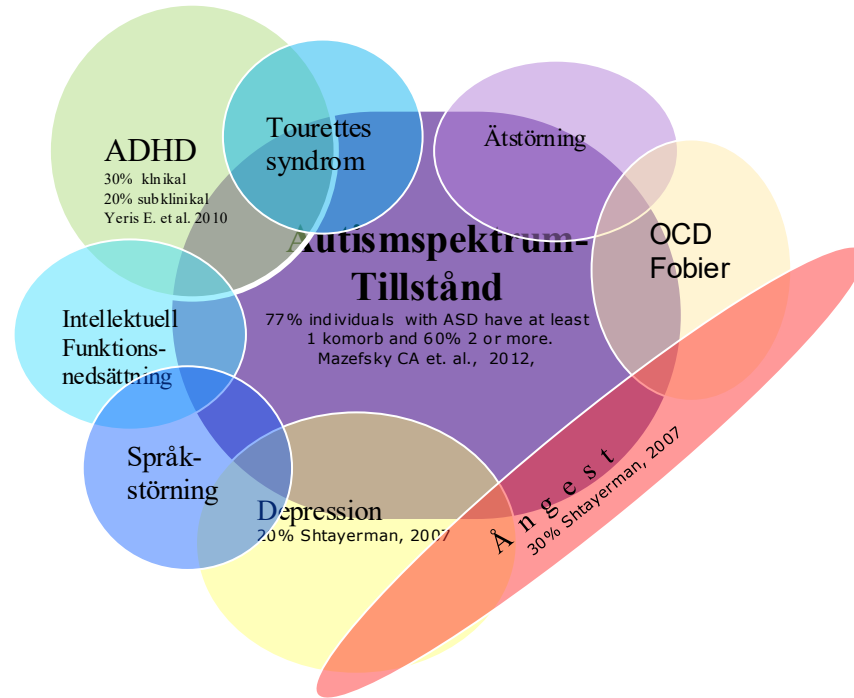 ADHD
30% klnikal
20% subklinikal
Yeris E. et al. 2010
Tourettes
syndrom
Ätstörning
OCD
Fobier
Autismspektrum-
Tillstånd
77% individuals with ASD have at least
1 komorb and 60% 2 or more.
Mazefsky CA et. al., 2012,
Intellektuell
Funktions-
nedsättning
Språk-
störning
Depression
20% Shtayerman, 2007
Ångest
30% Shtayerman, 2007